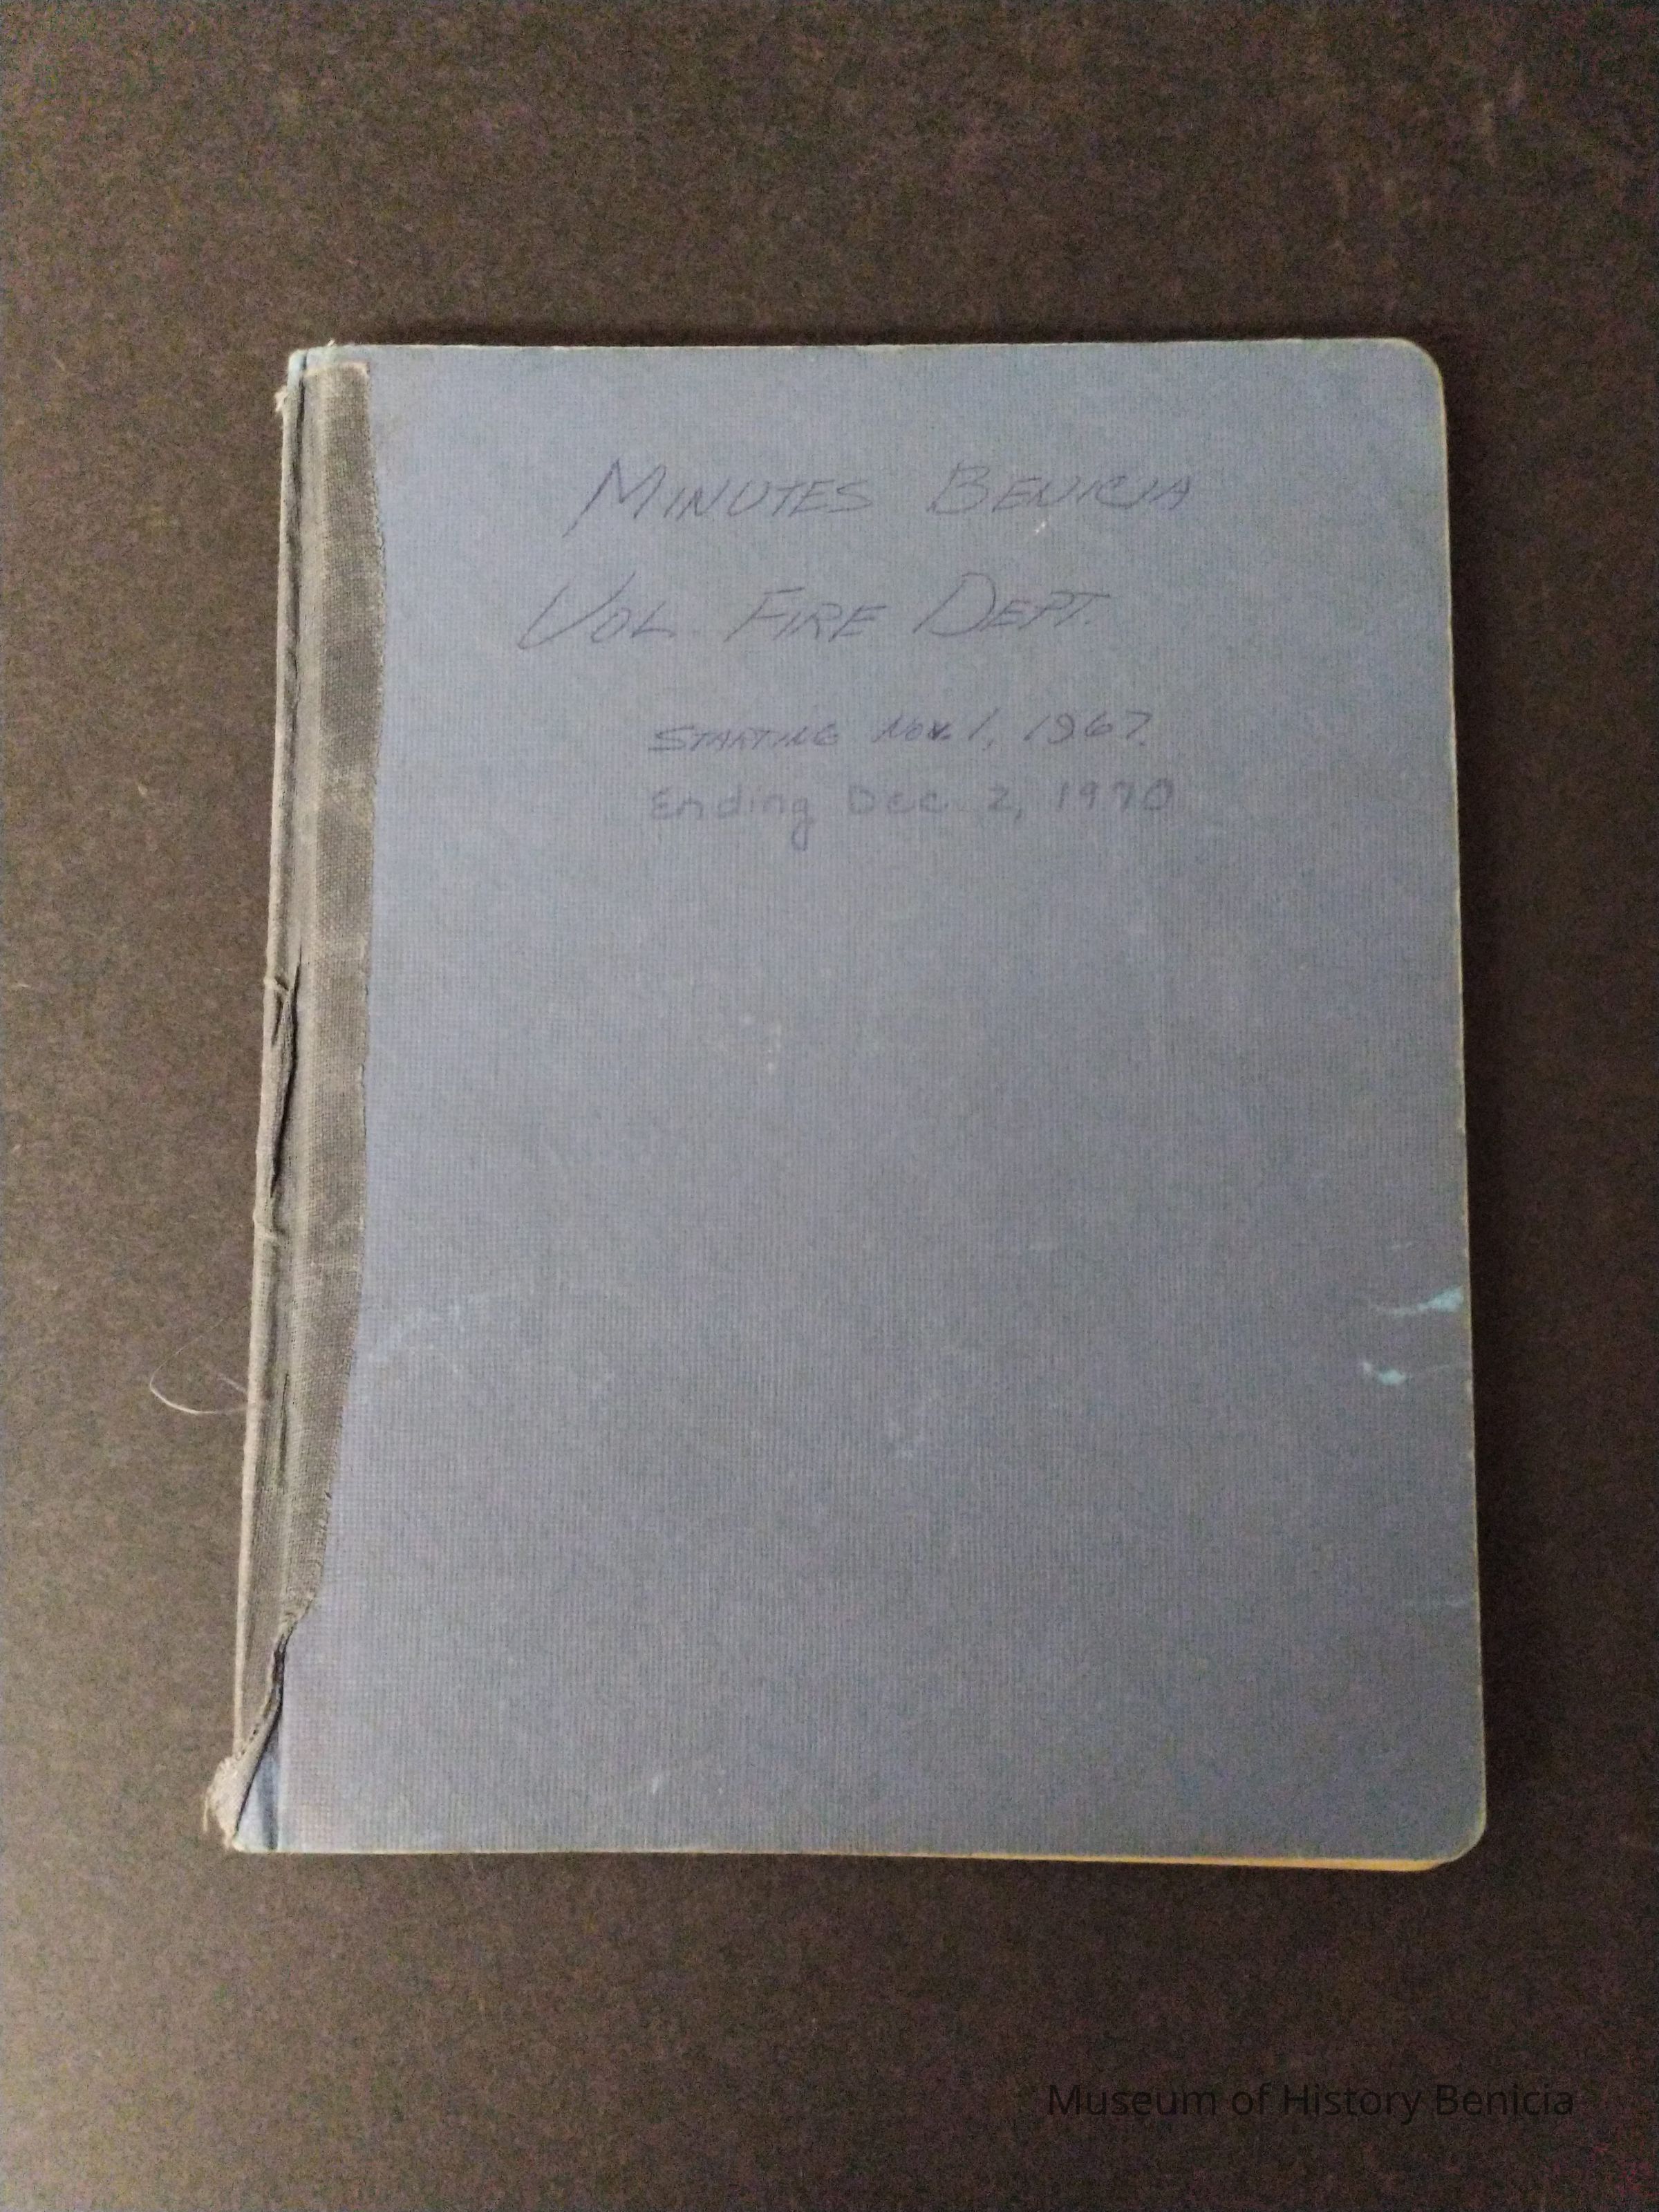 MINUTES BENICIA
VOL. FIRE DEPT.
STARTING NOV. 1, 1967.
Ending Dec. 2, 1970
Museum of History Benicia